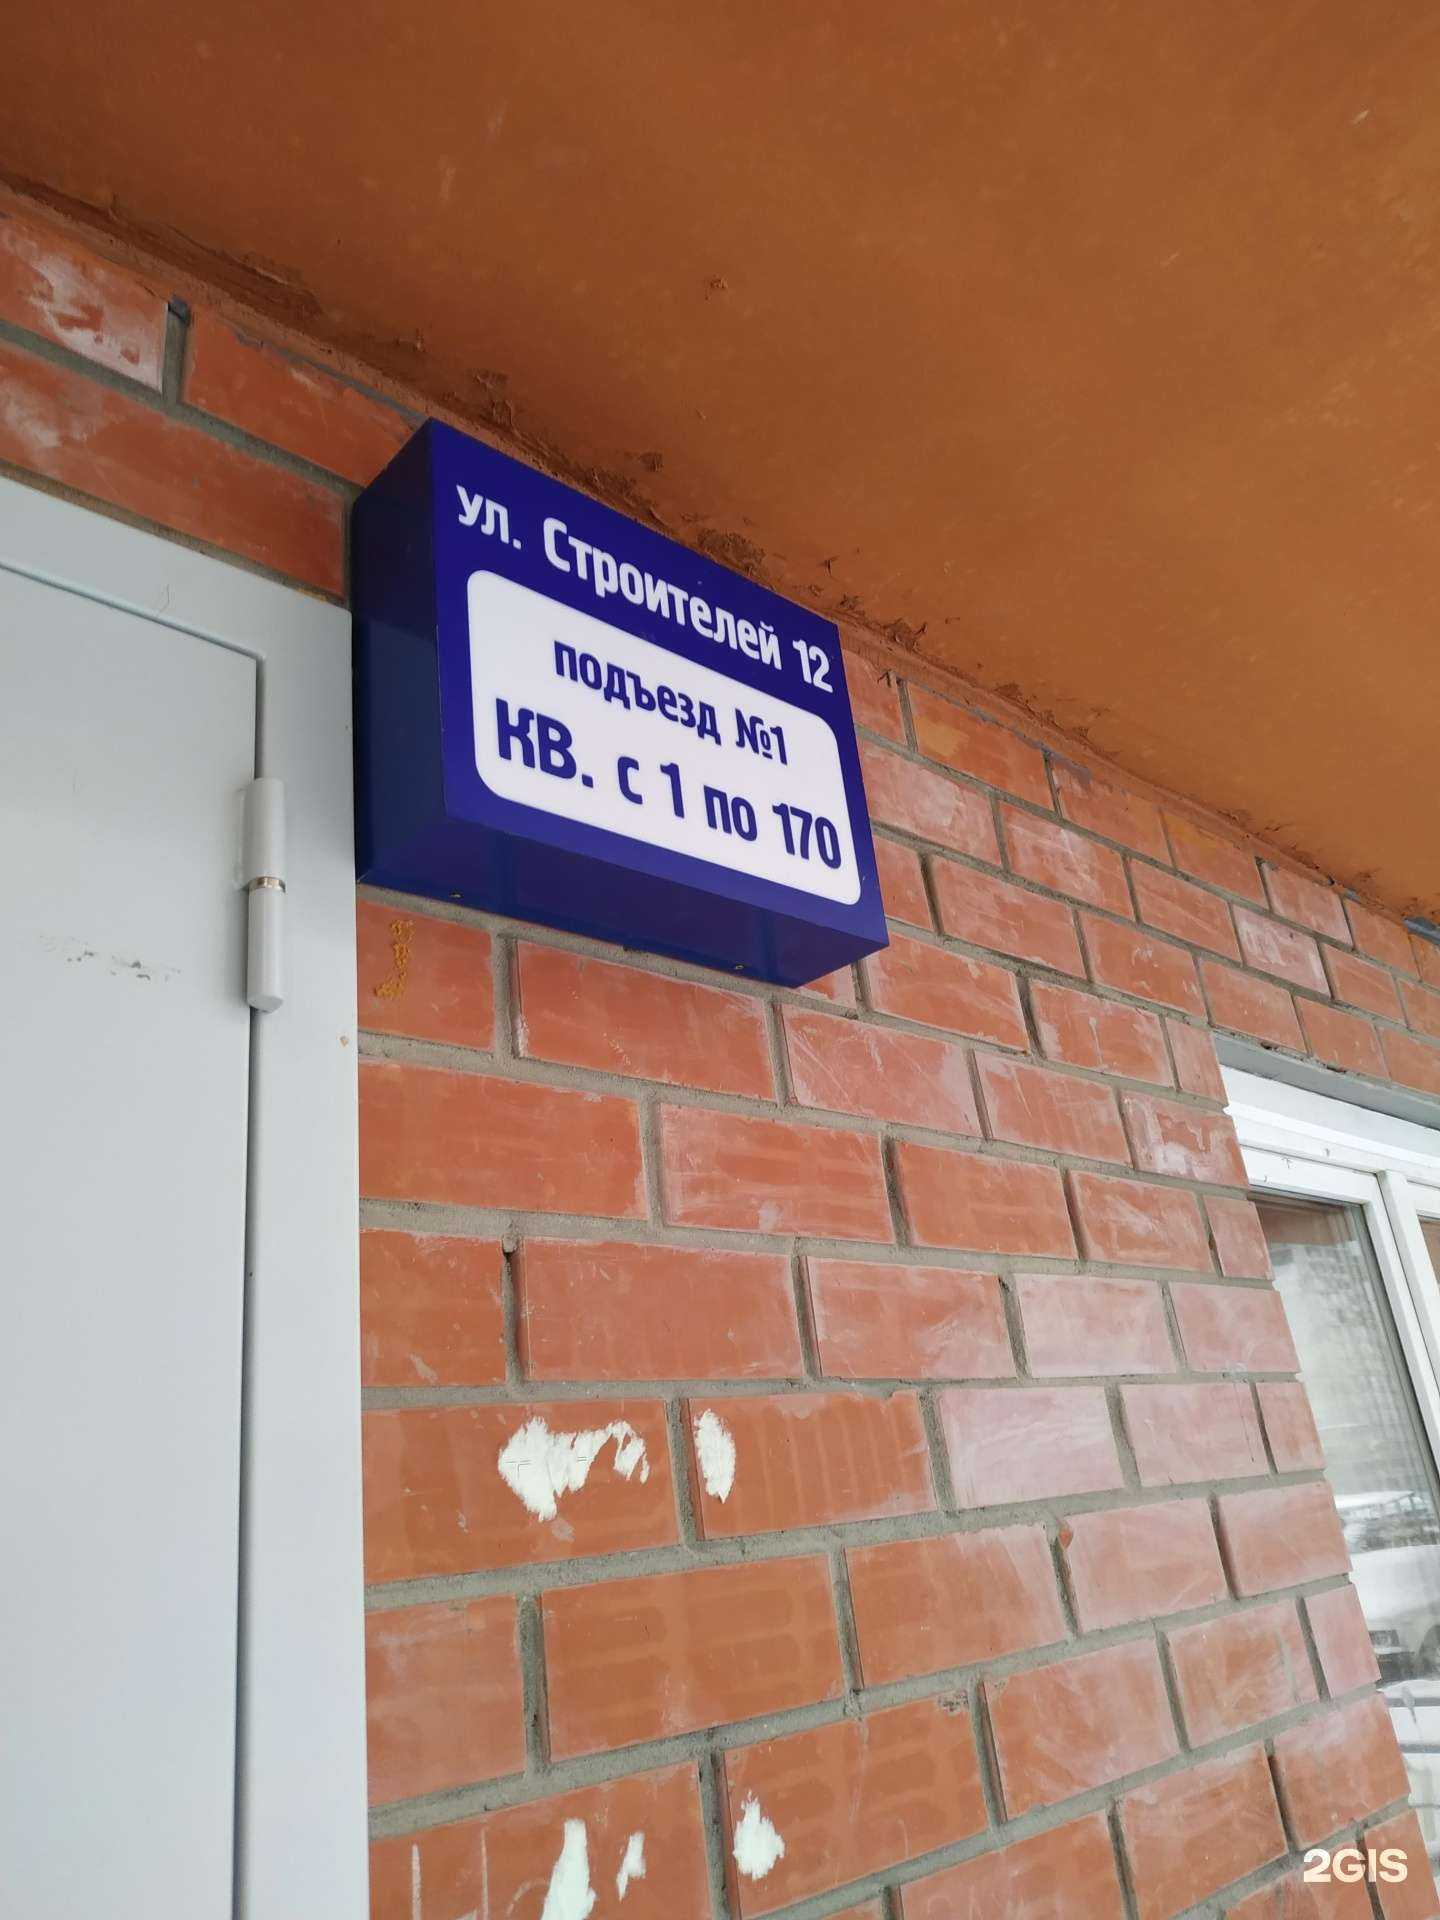 ул. Строителей 12
подъезд №1
КВ. с 1 по 170
2GIS